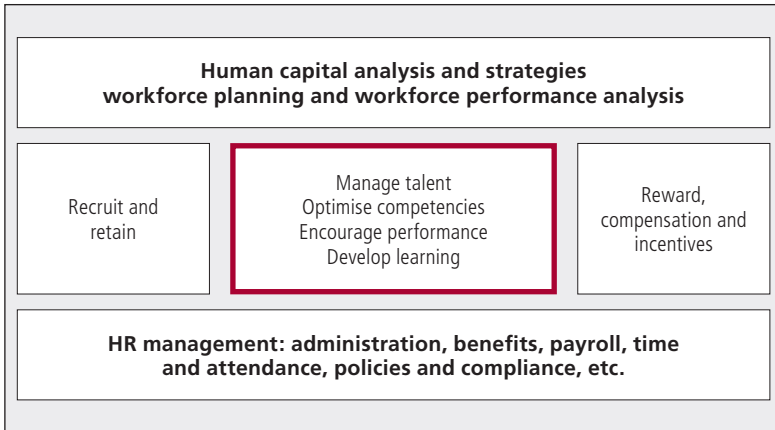 Human capital analysis and strategies
workforce planning and workforce performance analysis
Recruit and
retain
Manage talent
Optimise competencies
Encourage performance
Develop learning
Reward,
compensation and
incentives
HR management: administration, benefits, payroll, time
and attendance, policies and compliance, etc.